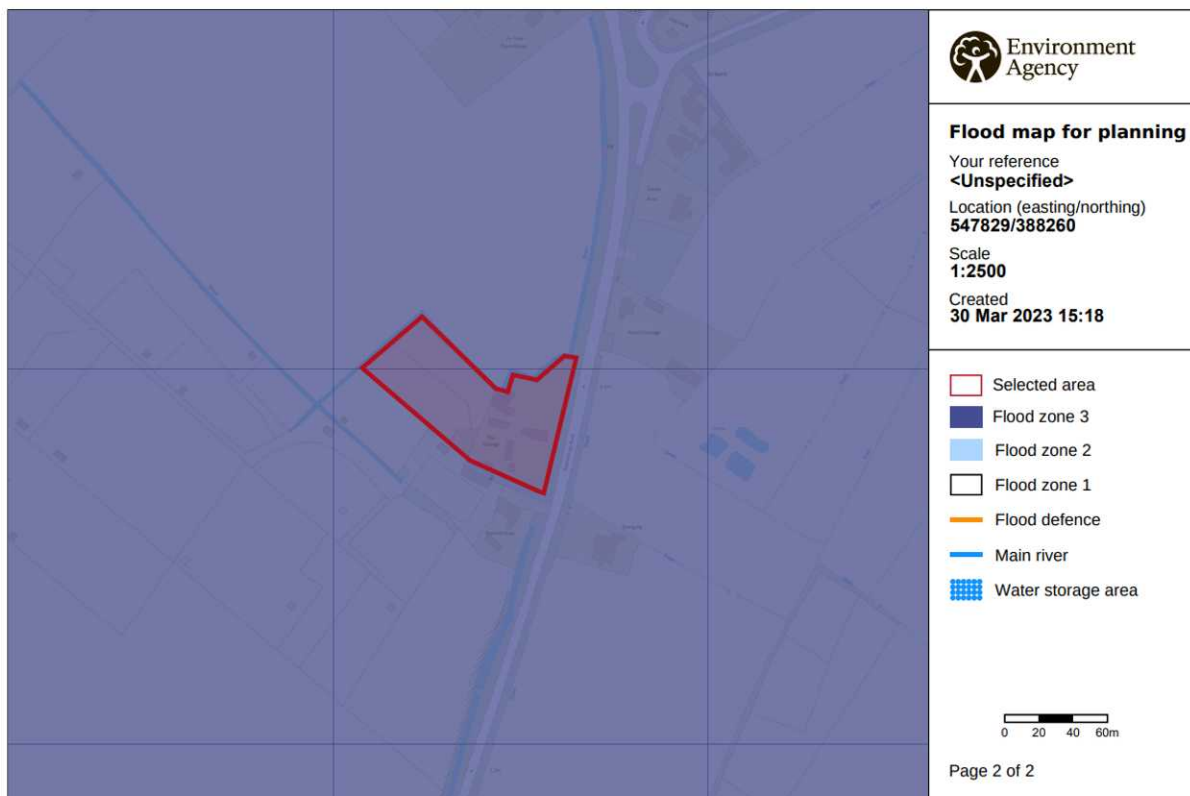 Environment
Agency
Flood map for planning
Your reference
<Unspecified>
Location (easting/northing)
547829/388260
Scale
1:2500
Created
30 Mar 2023 15:18
Selected area
Flood zone 3
Flood zone 2
Flood zone 1
Flood defence
Main river
Water storage area
0 20 40 60m
Page 2 of 2